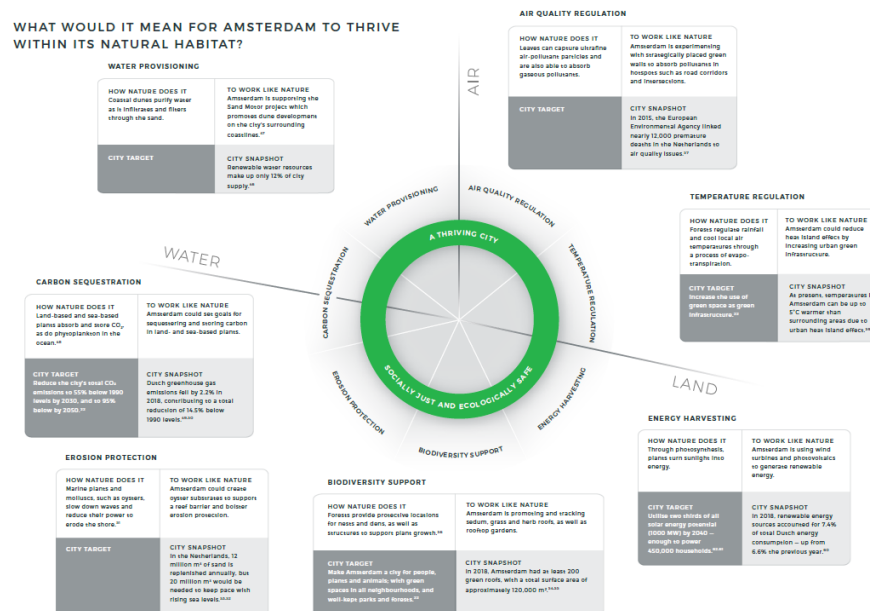 WHAT WOULD IT MEAN FOR AMSTERDAM TO THRIVE
WITHIN ITS NATURAL HABITAT?
WATER PROVISIONING
HOW NATURE DOES IT
Coastal dunes purify water
as it infiltrates and filters
through the sand.
TO WORK LIKE NATURE
Amsterdam is supporting the
Sand Motor project which
promotes dune development
on the city's surrounding
coastlines.
CITY TARGET
CITY SNAPSHOT
Renewable water resources
make up only 12% of city
supply.
AIR QUALITY REGULATION
HOW NATURE DOES IT
Leaves can capture ultrafine
air-pollutant particles and
are also able to absorb
gaseous pollutants.
TO WORK LIKE NATURE
Amsterdam is experimenting
with strategically placed green
walls to absorb pollutants in
hotspots such as road corridors
and intersections.
CITY TARGET
CITY SNAPSHOT
In 2015, the European
Environmental Agency linked
nearly 12,000 premature
deaths in the Netherlands to
air quality issues.
TEMPERATURE REGULATION
HOW NATURE DOES IT
Forests regulate rainfall
and cool local air
temperatures through
a process of evapo-
transpiration.
TO WORK LIKE NATURE
Amsterdam could reduce
heat island effects by
increasing urban green
infrastructure.
CITY TARGET
Increase the use of
green space as green
infrastructure.
CITY SNAPSHOT
At present, temperatures
Amsterdam can be up to
5°C warmer than
surrounding areas due to
urban heat island effects.
CARBON SEQUESTRATION
HOW NATURE DOES IT
Land-based and sea-based
plants absorb and store CO₂,
as do phytoplankton in the
ocean.
TO WORK LIKE NATURE
Amsterdam could set goals for
sequestering and storing carbon
in land- and sea-based plants.
CITY TARGET
Reduce the city's total CO₂
emissions to 55% below 1990
levels by 2030, and to 95%
below by 2050.
CITY SNAPSHOT
Dutch greenhouse gas
emissions fell by 2.2% in
2018, contributing to a total
reduction of 14.5% below
1990 levels.
EROSION PROTECTION
HOW NATURE DOES IT
Marine plants and
molluscs, such as oysters,
slow down waves and
reduce their power to
erode the shore.
TO WORK LIKE NATURE
Amsterdam could create
oyster substrates to support
a reef barrier and bolster
erosion protection.
CITY TARGET
CITY SNAPSHOT
In the Netherlands, 12
million m³ of sand is
replenished annually, but
20 million m³ would be
needed to keep pace with
rising sea levels.
BIODIVERSITY SUPPORT
HOW NATURE DOES IT
Forests provide protective locations
for nests and dens, as well as
structures to support plant growth.
TO WORK LIKE NATURE
Amsterdam is promoting and tracking
sedum, grass and herb roofs, as well as
rooftop gardens.
CITY TARGET
Make Amsterdam a city for people,
plants and animals; with green
spaces in all neighbourhoods, and
well-kept parks and forests.
CITY SNAPSHOT
In 2018, Amsterdam had at least 200
green roofs, with a total surface area of
approximately 120,000 m².
ENERGY HARVESTING
HOW NATURE DOES IT
Through photosynthesis,
plants turn sunlight into
energy.
TO WORK LIKE NATURE
Amsterdam is using wind
turbines and photovoltaics
to generate renewable
energy.
CITY TARGET
Utilise two thirds of all
solar energy potential
(1000 MW) by 2040 –
enough to power
450,000 households.
CITY SNAPSHOT
In 2018, renewable energy
sources accounted for 7.4%
of total Dutch energy
consumption – up from
6.6% the previous year.
AIR
WATER
LAND
WATER PROVISIONING
AIR QUALITY REGULATION
TEMPERATURE REGULATION
ENERGY HARVESTING
BIODIVERSITY SUPPORT
EROSION PROTECTION
CARBON SEQUESTRATION
A THRIVING CITY
SOCIALLY JUST AND ECOLOGICALLY SAFE